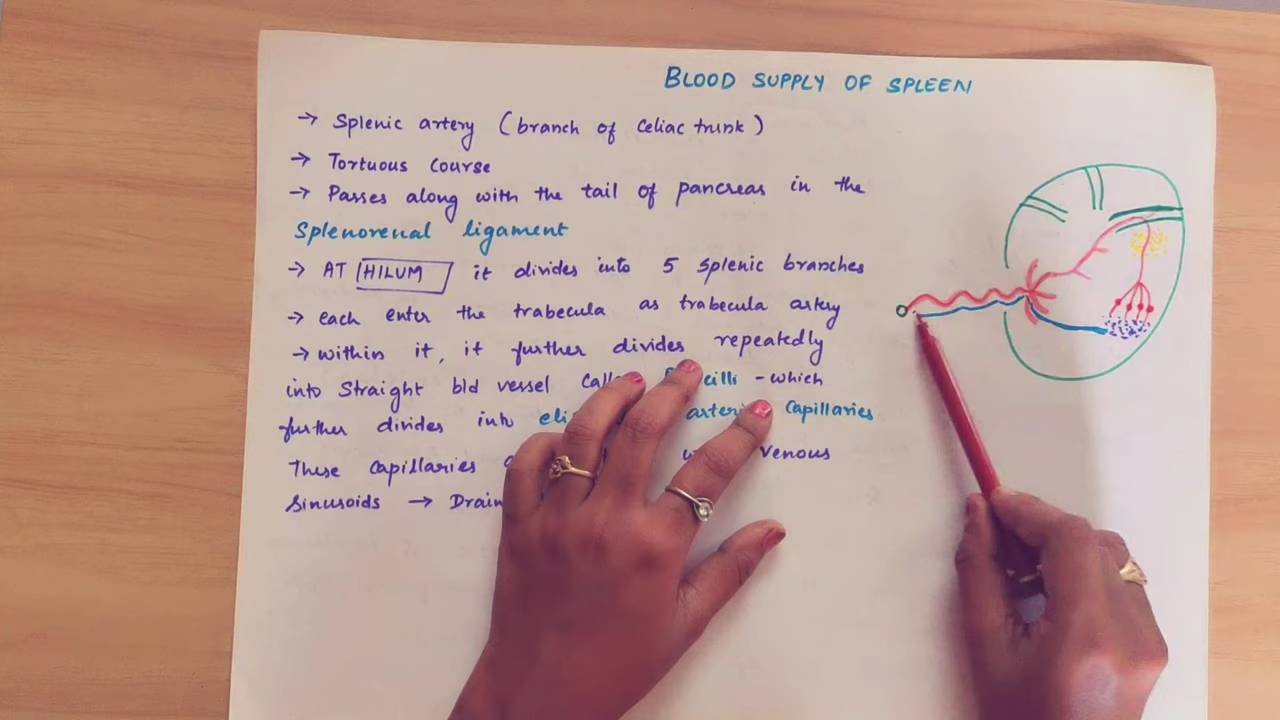 BLOOD SUPPLY OF SPLEEN
→ Splenic artery (branch of celiac trunk)
→ Tortuous course
→ Passes along with the tail of pancreas in the
Splenorenal ligament
→ AT HILUM it divides into 5 splenic branches
→ each enter the trabecula as trabecula artery
→ within it, it further divides repeatedly
into straight bld vessel - which
further divides into capillaries
These capillaries venous
Sinusoids → Drain